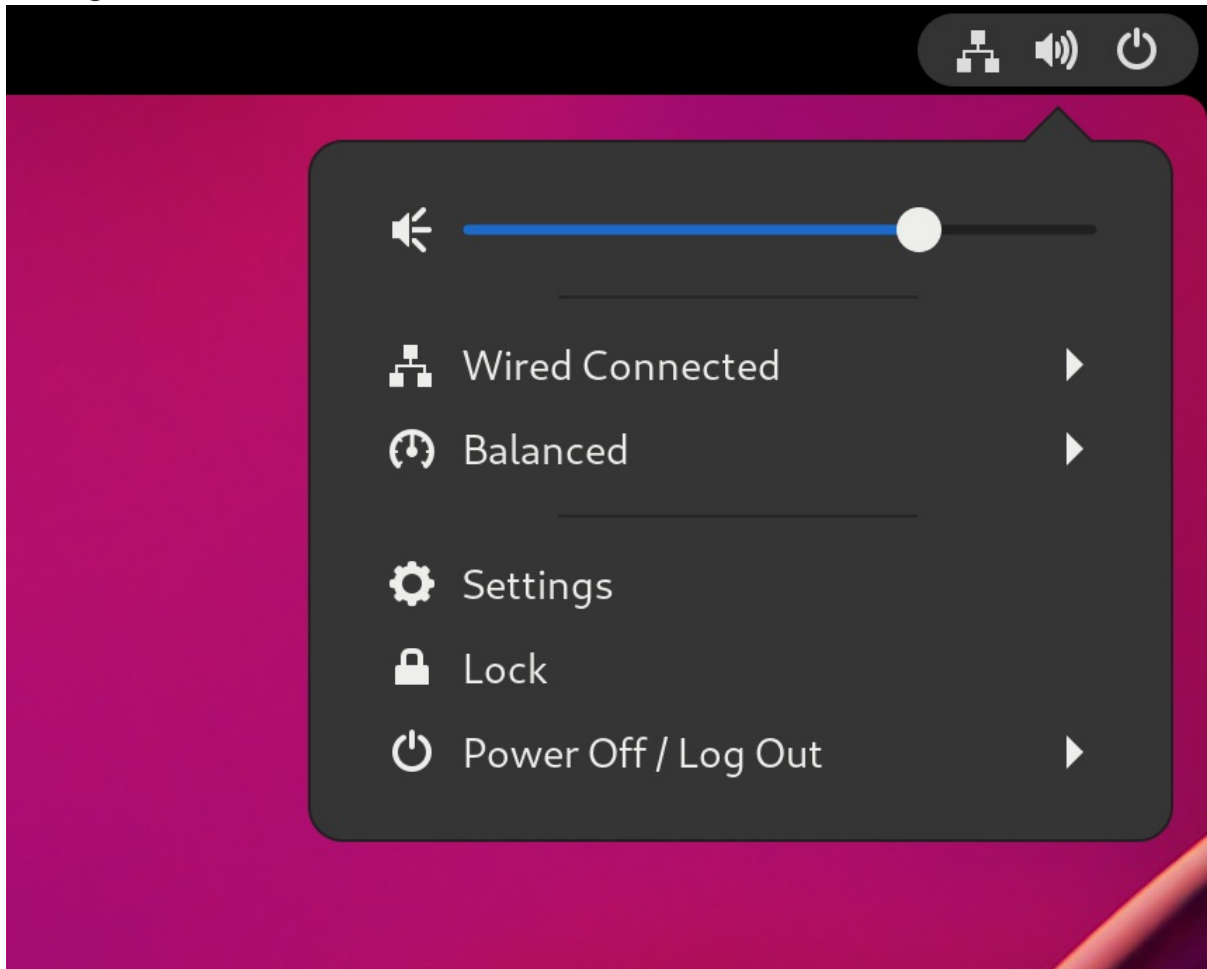 Wired Connected
Balanced
Settings
Lock
Power Off / Log Out